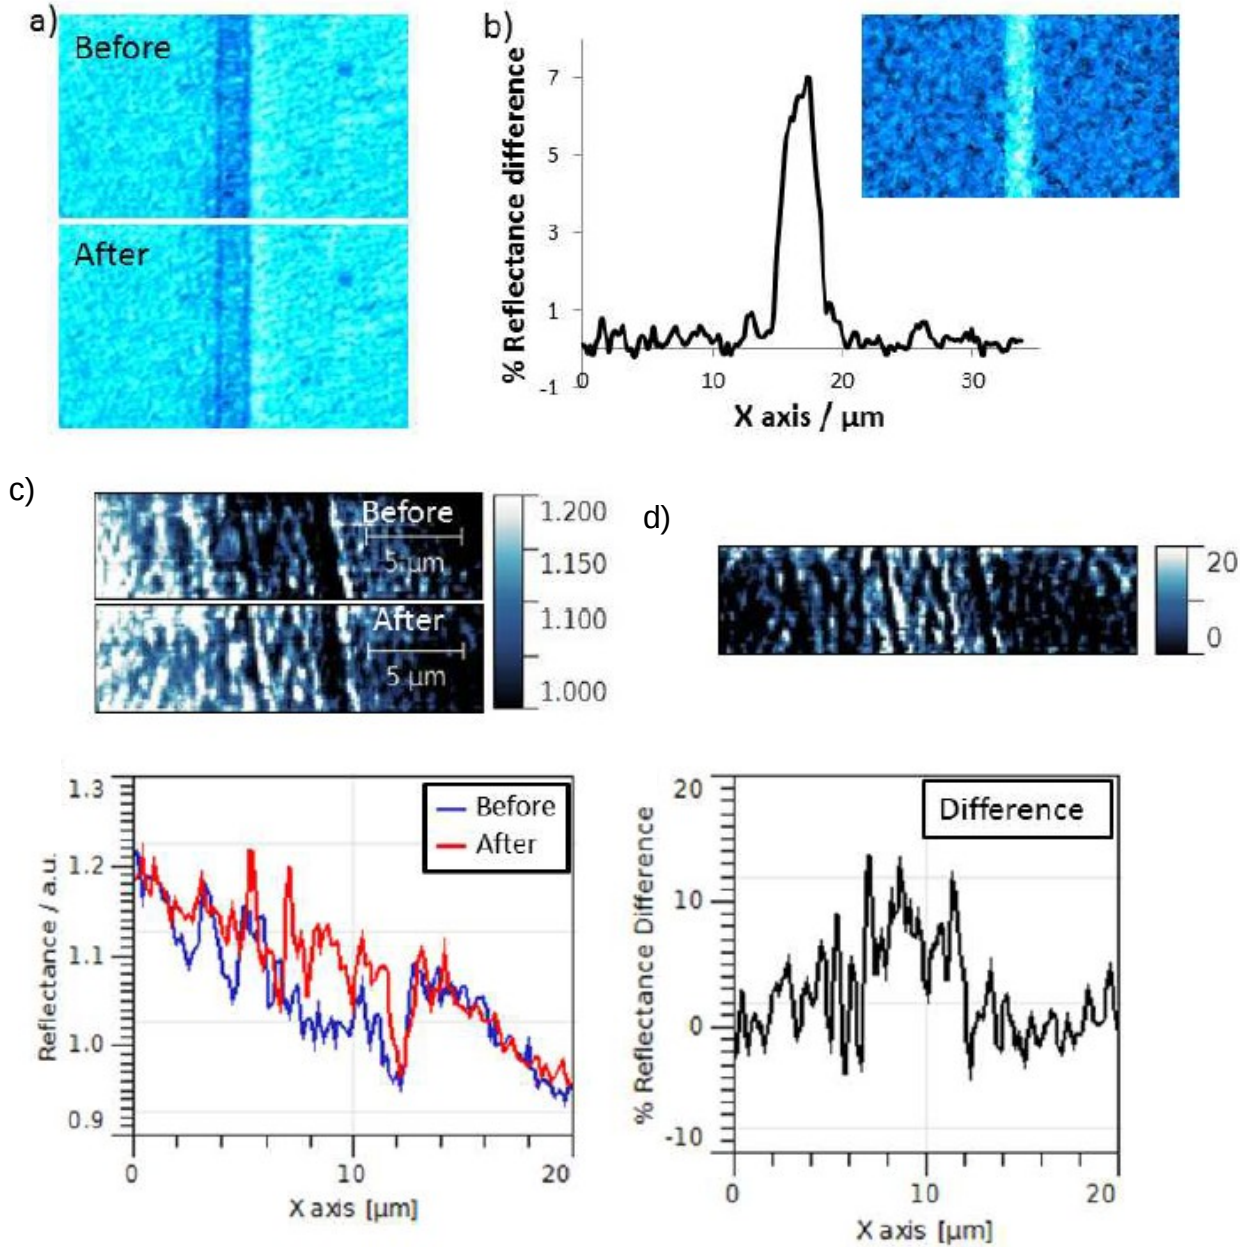 a)
Before
After
b)
% Reflectance difference
7
5
3
1
-1
0
10
20
30
X axis / µm
c)
Before
5 µm
After
5 µm
1.200
1.150
1.100
1.000
d)
20
0
Before
After
Reflectance / a.u.
1.3
1.2
1.1
1.0
0.9
0
10
20
X axis [µm]
Difference
% Reflectance Difference
20
10
0
-10
0
10
20
X axis [µm]